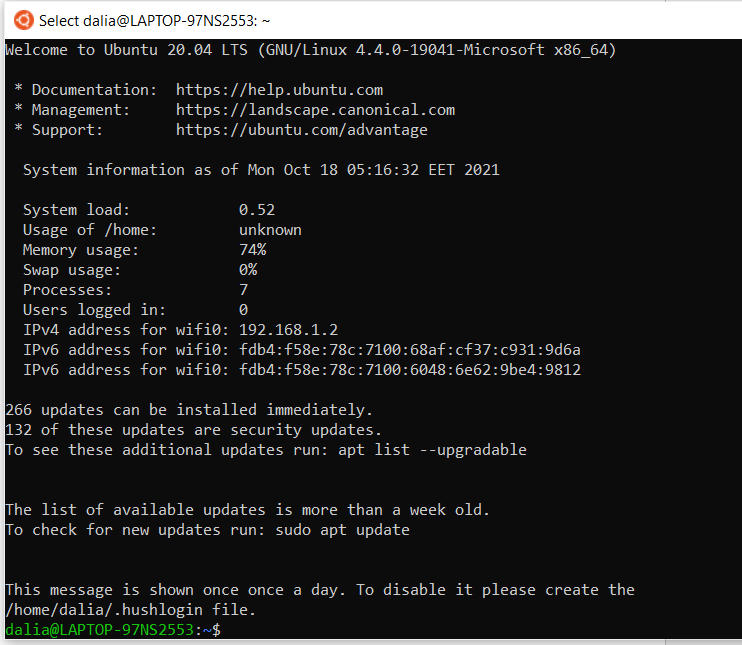 Select dalia@LAPTOP-97NS2553: ~
Welcome to Ubuntu 20.04 LTS (GNU/Linux 4.4.0-19041-Microsoft x86_64)
* Documentation:  https://help.ubuntu.com
* Management:     https://landscape.canonical.com
* Support:        https://ubuntu.com/advantage
System information as of Mon Oct 18 05:16:32 EET 2021
System load:            0.52
Usage of /home:         unknown
Memory usage:           74%
Swap usage:             0%
Processes:              7
Users logged in:        0
IPv4 address for wifi0: 192.168.1.2
IPv6 address for wifi0: fdb4:f58e:78c:7100:68af:cf37:c931:9d6a
IPv6 address for wifi0: fdb4:f58e:78c:7100:6048:6e62:9be4:9812
266 updates can be installed immediately.
132 of these updates are security updates.
To see these additional updates run: apt list --upgradable
The list of available updates is more than a week old.
To check for new updates run: sudo apt update
This message is shown once once a day. To disable it please create the
/home/dalia/.hushlogin file.
dalia@LAPTOP-97NS2553:~$